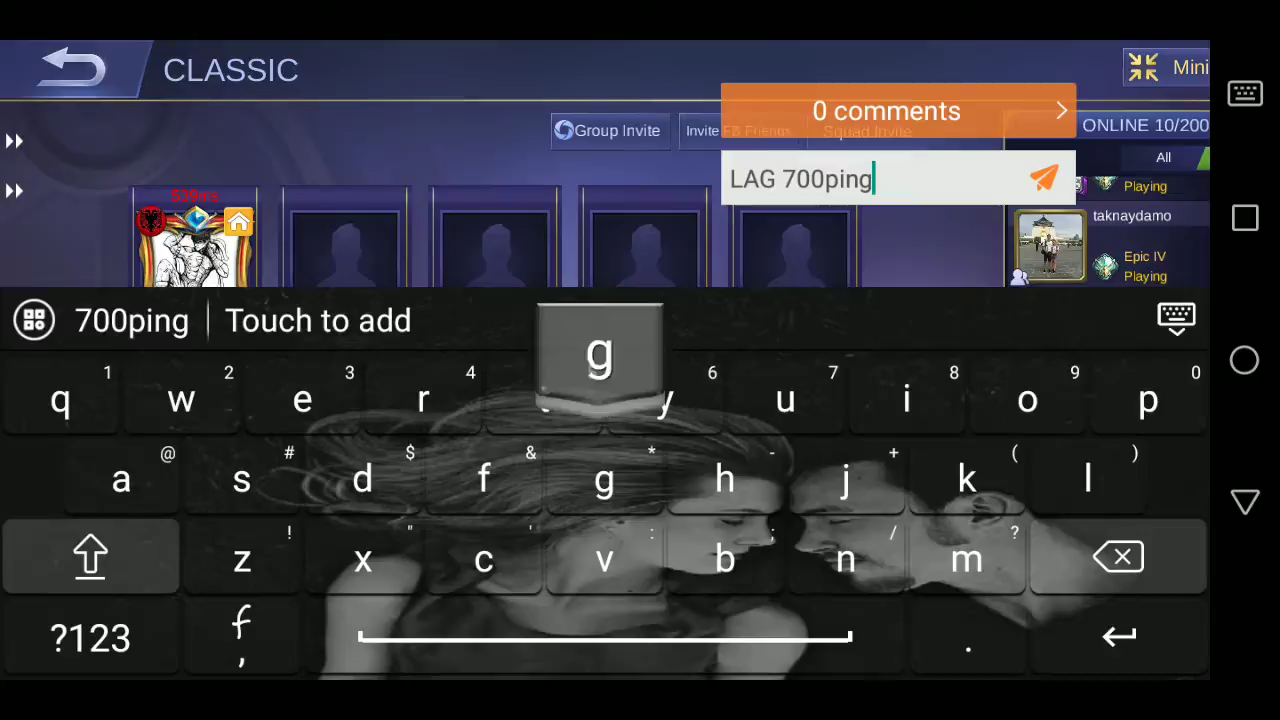 CLASSIC
Mini
0 comments
Group Invite
Invite FB Friends
Squad Invite
ONLINE 10/200
All
LAG 700ping
539ms
Playing
taknaydamo
Epic IV
Playing
700ping
Touch to add
g
1 2 3 4 6 7 8 9 0
q w e r t y u i o p
@ # $ & * - + ( )
a s d f g h j k l
! " ' : ; / ?
z x c v b n m
?123 , .